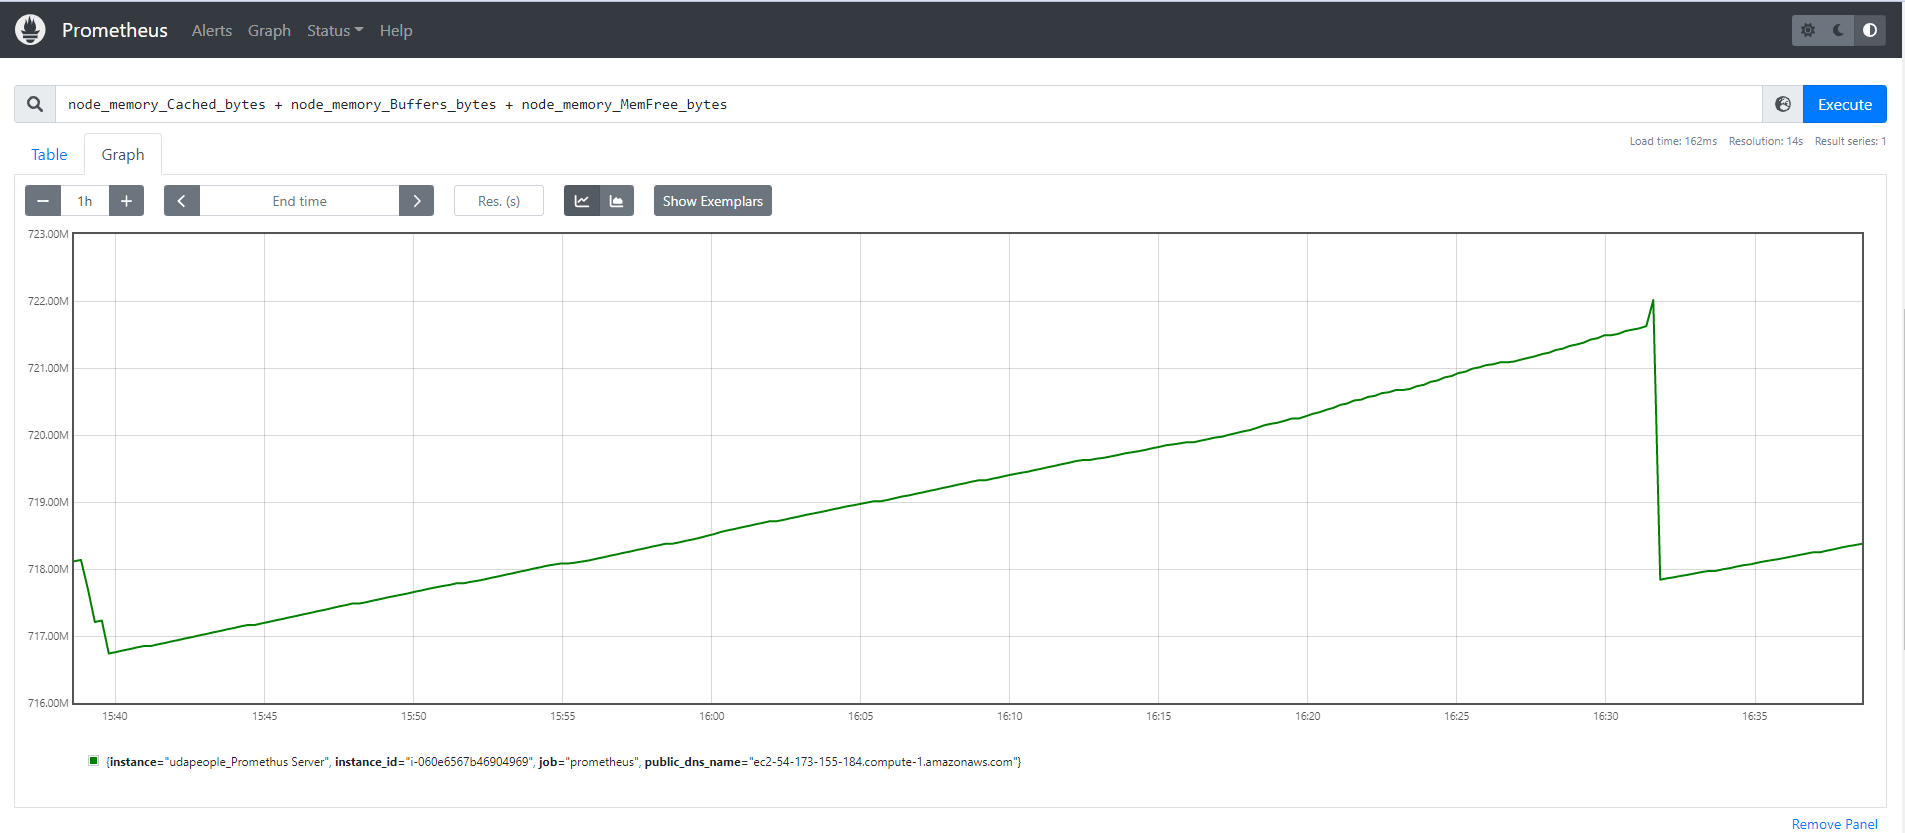 Prometheus Alerts Graph Status Help
node_memory_Cached_bytes + node_memory_Buffers_bytes + node_memory_MemFree_bytes Execute
Load time: 162ms Resolution: 14s Result series: 1
Table Graph
1h End time Res. (s) Show Exemplars
723.00M
722.00M
721.00M
720.00M
719.00M
718.00M
717.00M
716.00M
15:40 15:45 15:50 15:55 16:00 16:05 16:10 16:15 16:20 16:25 16:30 16:35
{instance="udapeople_Promethus Server", instance_id="i-060e6567b46904969", job="prometheus", public_dns_name="ec2-54-173-155-184.compute-1.amazonaws.com"}
Remove Panel